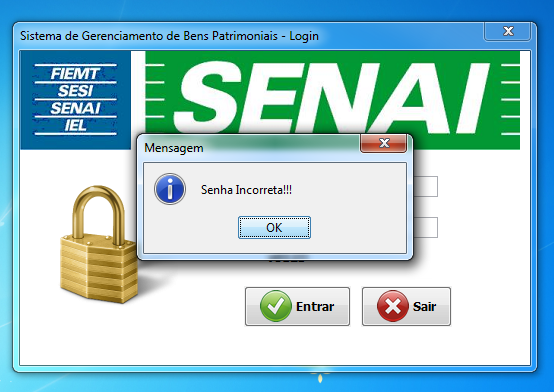 Sistema de Gerenciamento de Bens Patrimoniais - Login
FIEMT
SESI
SENAI
IEL
SENAI
Mensagem
Senha Incorreta!!!
OK
Entrar
Sair